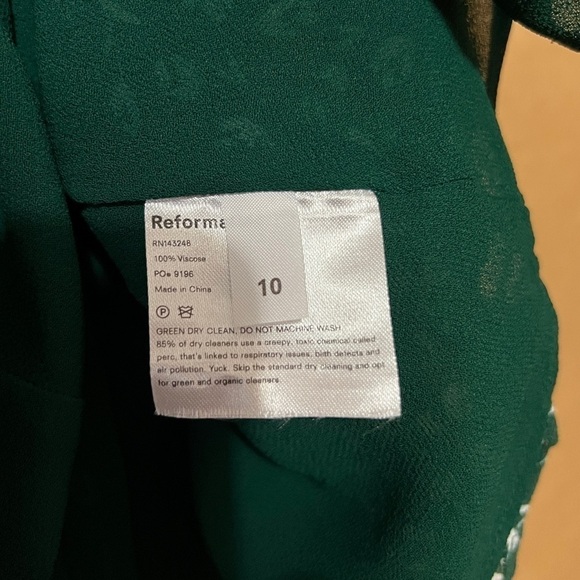 Reforma
RN143248
100% Viscose
PO# 9196
Made in China
10
P
GREEN DRY CLEAN, DO NOT MACHINE WASH
85% of dry cleaners use a creepy, toxic chemical called
perc, that's linked to respiratory issues, birth defects and
air pollution. Yuck. Skip the standard dry cleaning and opt
for green and organic cleaners.